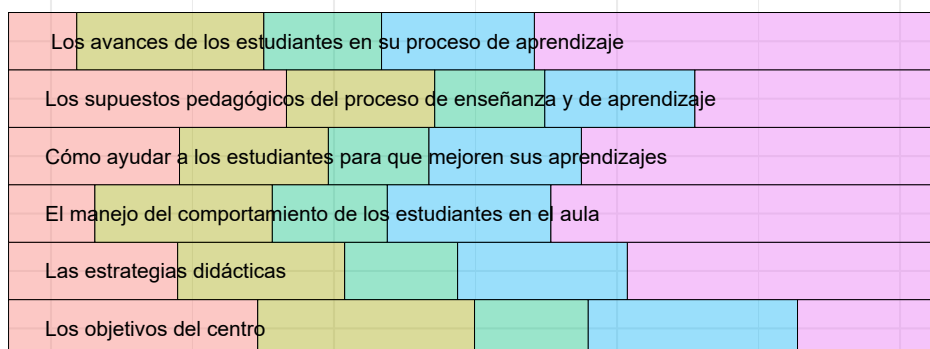 Los avances de los estudiantes en su proceso de aprendizaje
Los supuestos pedagógicos del proceso de enseñanza y de aprendizaje
Cómo ayudar a los estudiantes para que mejoren sus aprendizajes
El manejo del comportamiento de los estudiantes en el aula
Las estrategias didácticas
Los objetivos del centro